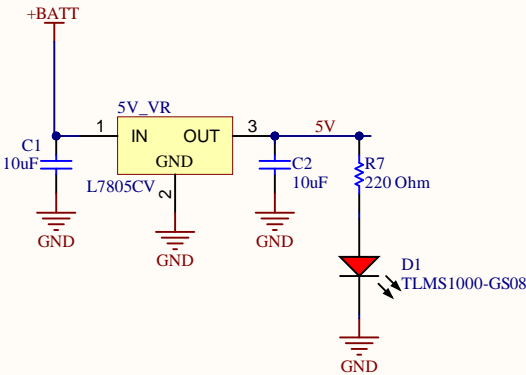 +BATT
5V_VR
1
IN
OUT
3
5V
GND
C1
10uF
L7805CV
2
C2
10uF
R7
220 Ohm
GND
GND
GND
D1
TLMS1000-GS08
GND